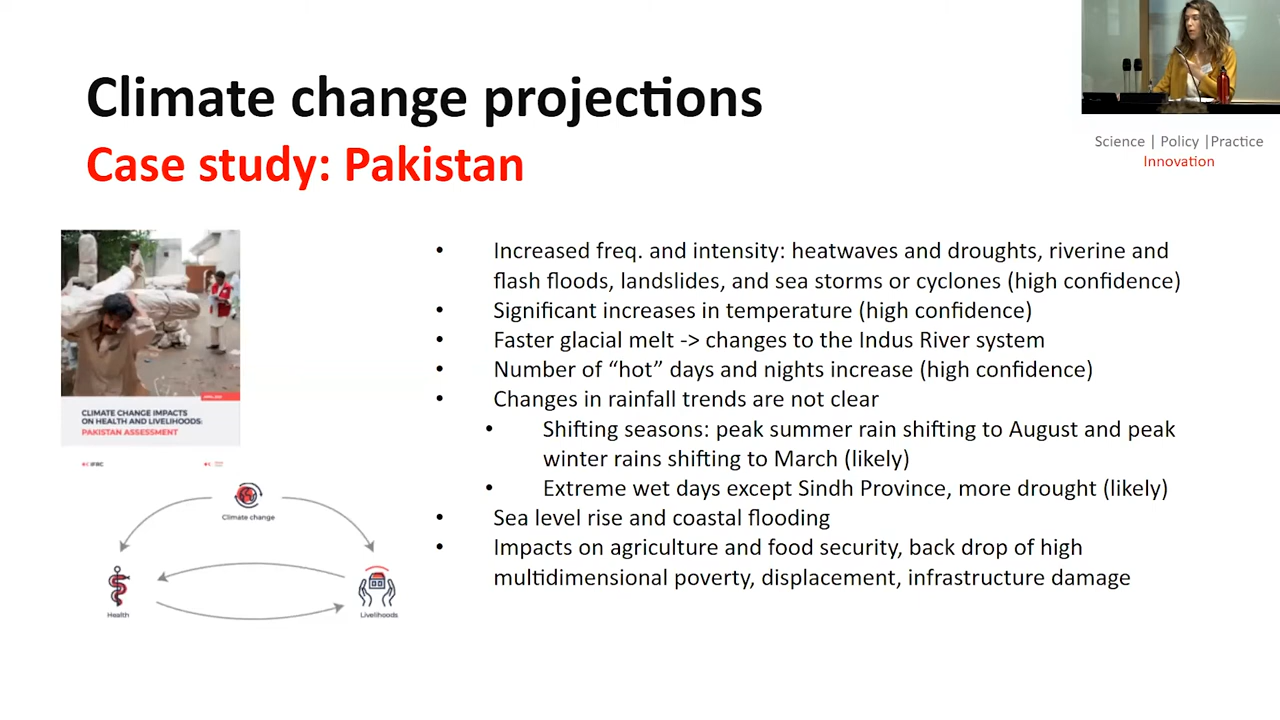 Climate change projections
Case study: Pakistan
Science | Policy |Practice
Innovation
CLIMATE CHANGE IMPACTS
ON HEALTH AND LIVELIHOODS:
PAKISTAN ASSESSMENT
IFRC
Climate change
Health
Livelihoods
• Increased freq. and intensity: heatwaves and droughts, riverine and
flash floods, landslides, and sea storms or cyclones (high confidence)
• Significant increases in temperature (high confidence)
• Faster glacial melt -> changes to the Indus River system
• Number of “hot” days and nights increase (high confidence)
• Changes in rainfall trends are not clear
• Shifting seasons: peak summer rain shifting to August and peak
winter rains shifting to March (likely)
• Extreme wet days except Sindh Province, more drought (likely)
• Sea level rise and coastal flooding
• Impacts on agriculture and food security, back drop of high
multidimensional poverty, displacement, infrastructure damage